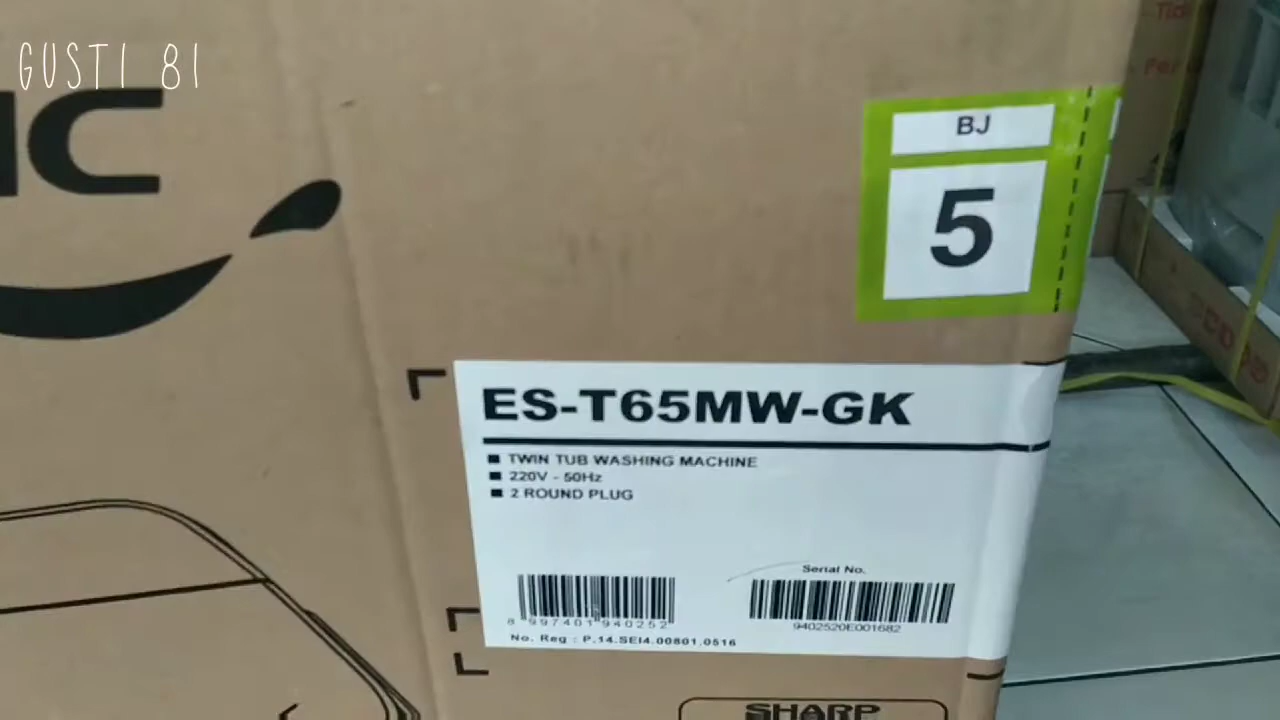 GUSTI 81
IC
BJ
5
ES-T65MW-GK
TWIN TUB WASHING MACHINE
220V - 50Hz
2 ROUND PLUG
Serial No.
8 997401 940252
9402520E001682
No. Reg : P.14.SEI4.00801.0516
SHARP